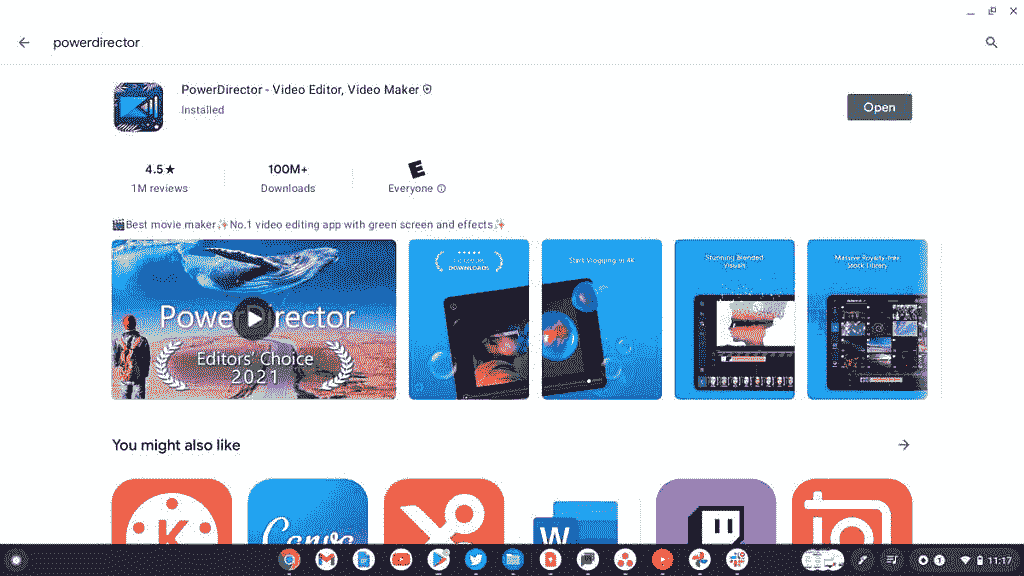 powerdirector
PowerDirector - Video Editor, Video Maker
Installed
Open
4.5★
1M reviews
100M+
Downloads
E
Everyone
🎬Best movie maker✨No.1 video editing app with green screen and effects✨
PowerDirector
Editors' Choice
2021
DOWNLOADS
Start Vlogging in 4K
Stunning Blended
Visuals
Massive Royalty-free
Stock Library
You might also like
K
Canva
W
1
11:17